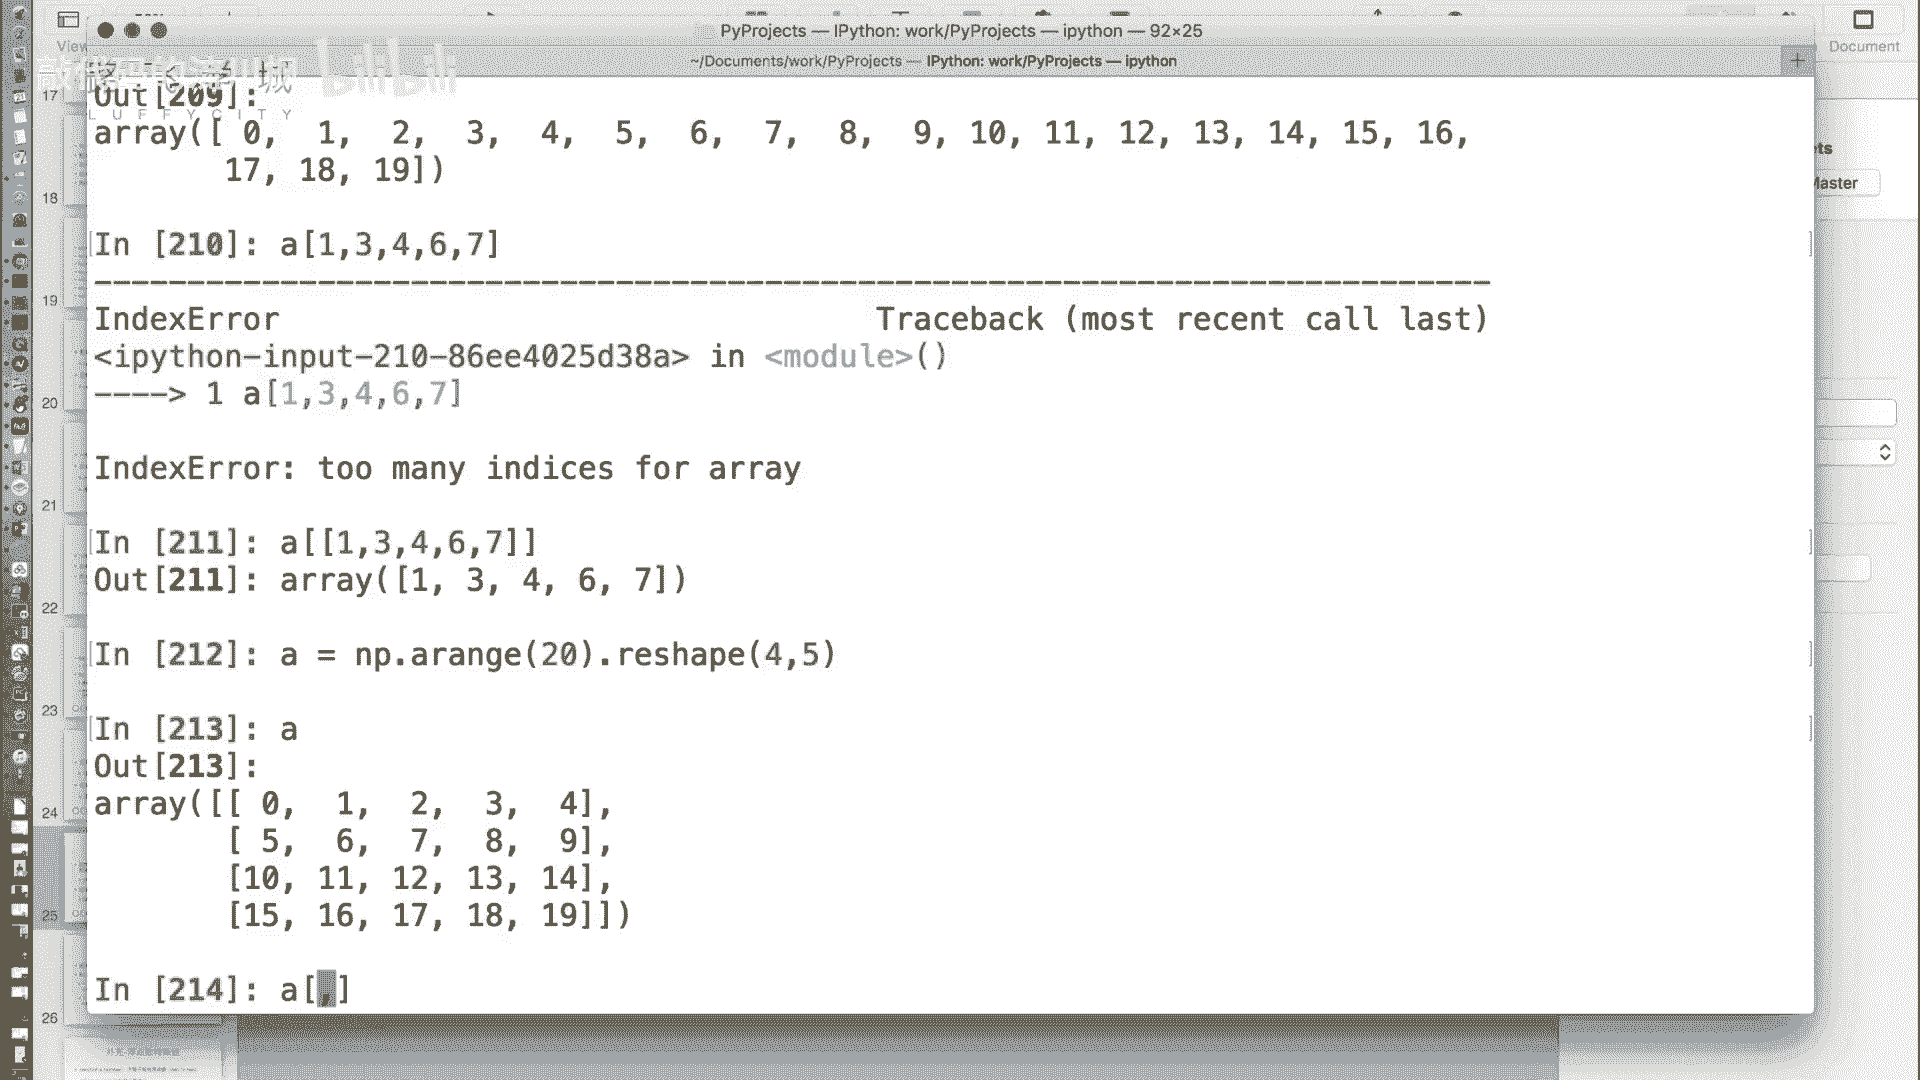 PyProjects — IPython: work/PyProjects — ipython — 92×25
View
Document
~/Documents/work/PyProjects — IPython: work/PyProjects — ipython
+
LUFFYCITY
bilibili
Out[209]:
array([ 0,  1,  2,  3,  4,  5,  6,  7,  8,  9, 10, 11, 12, 13, 14, 15, 16,
       17, 18, 19])
In [210]: a[1,3,4,6,7]
---------------------------------------------------------------------------
IndexError                                Traceback (most recent call last)
<ipython-input-210-86ee4025d38a> in <module>()
----> 1 a[1,3,4,6,7]
IndexError: too many indices for array
In [211]: a[[1,3,4,6,7]]
Out[211]: array([1, 3, 4, 6, 7])
In [212]: a = np.arange(20).reshape(4,5)
In [213]: a
Out[213]:
array([[ 0,  1,  2,  3,  4],
       [ 5,  6,  7,  8,  9],
       [10, 11, 12, 13, 14],
       [15, 16, 17, 18, 19]])
In [214]: a[,]
17
18
19
20
21
22
23
24
25
26
ts
Master